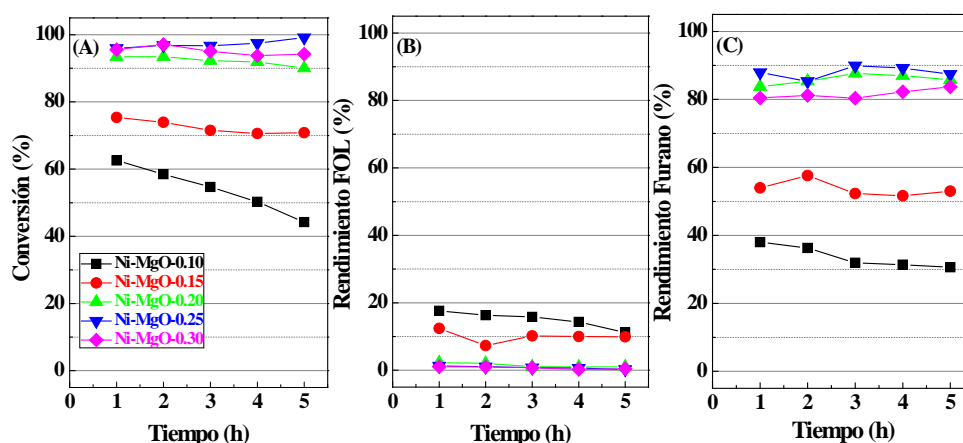 (A)
Conversión (%)
100
80
60
40
20
0
Ni-MgO-0.10
Ni-MgO-0.15
Ni-MgO-0.20
Ni-MgO-0.25
Ni-MgO-0.30
0 1 2 3 4 5
Tiempo (h)
(B)
Rendimiento FOL (%)
100
80
60
40
20
0
0 1 2 3 4 5
Tiempo (h)
(C)
Rendimiento Furano (%)
100
80
60
40
20
0
0 1 2 3 4 5
Tiempo (h)